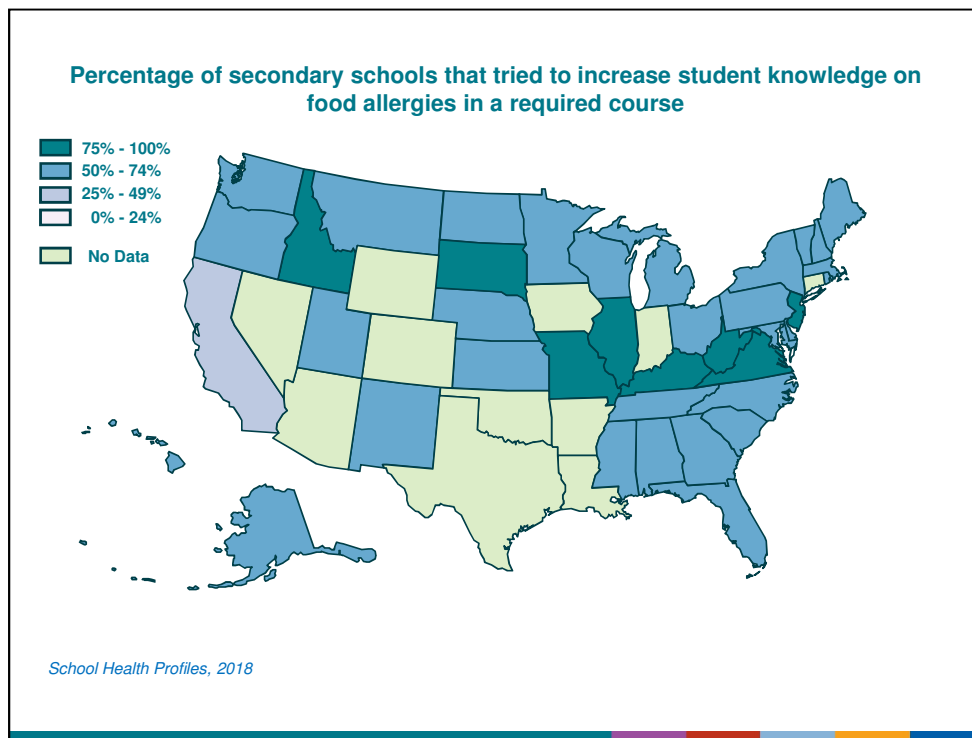 Percentage of secondary schools that tried to increase student knowledge on
food allergies in a required course
75% - 100%
50% - 74%
25% - 49%
0% - 24%
No Data
School Health Profiles, 2018